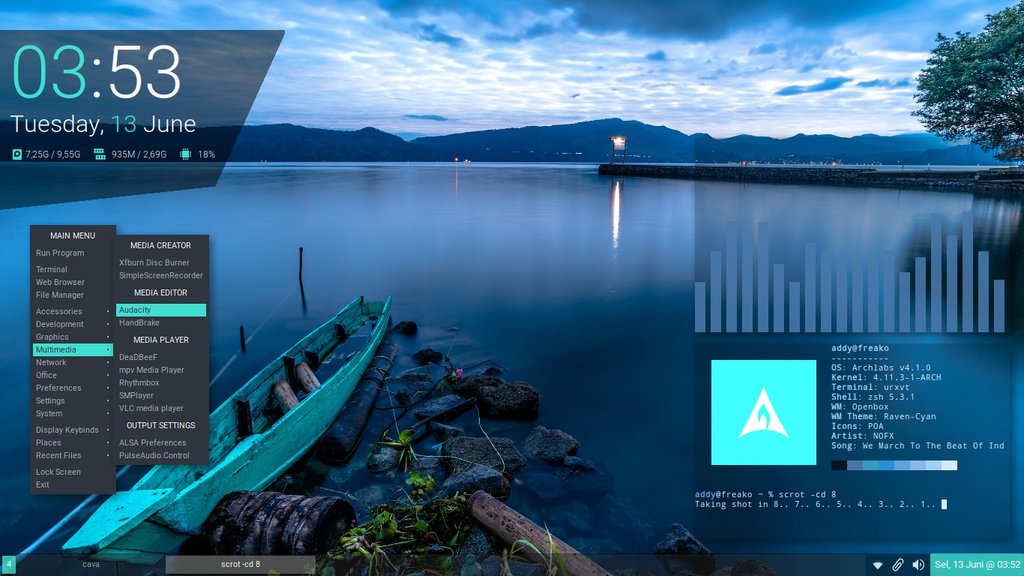 03:53
Tuesday, 13 June
7,25G / 9,55G 935M / 2,69G 18%
MAIN MENU
Run Program
Terminal
Web Browser
File Manager
Accessories
Development
Graphics
Multimedia
Network
Office
Preferences
Settings
System
Display Keybinds
Places
Recent Files
Lock Screen
Exit
MEDIA CREATOR
Xfburn Disc Burner
SimpleScreenRecorder
MEDIA EDITOR
Audacity
HandBrake
MEDIA PLAYER
DeaDBeeF
mpv Media Player
Rhythmbox
SMPlayer
VLC media player
OUTPUT SETTINGS
ALSA Preferences
PulseAudio Control
addy@freako
-----------
OS: Archlabs v4.1.0
Kernel: 4.11.3-1-ARCH
Terminal: urxvt
Shell: zsh 5.3.1
WM: Openbox
WM Theme: Raven-Cyan
Icons: POA
Artist: NOFX
Song: We March To The Beat Of Ind
addy@freako ~ % scrot -cd 8
Taking shot in 8.. 7.. 6.. 5.. 4.. 3.. 2.. 1..
4 cava scrot -cd 8 Sel, 13 Juni @ 03:52